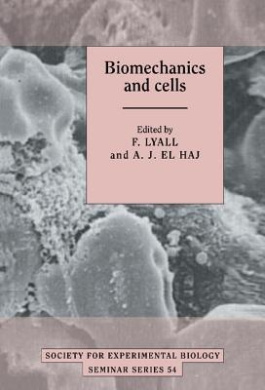 Biomechanics
and cells
Edited by
F. LYALL
and A. J. EL HAJ
SOCIETY FOR EXPERIMENTAL BIOLOGY
SEMINAR SERIES 54